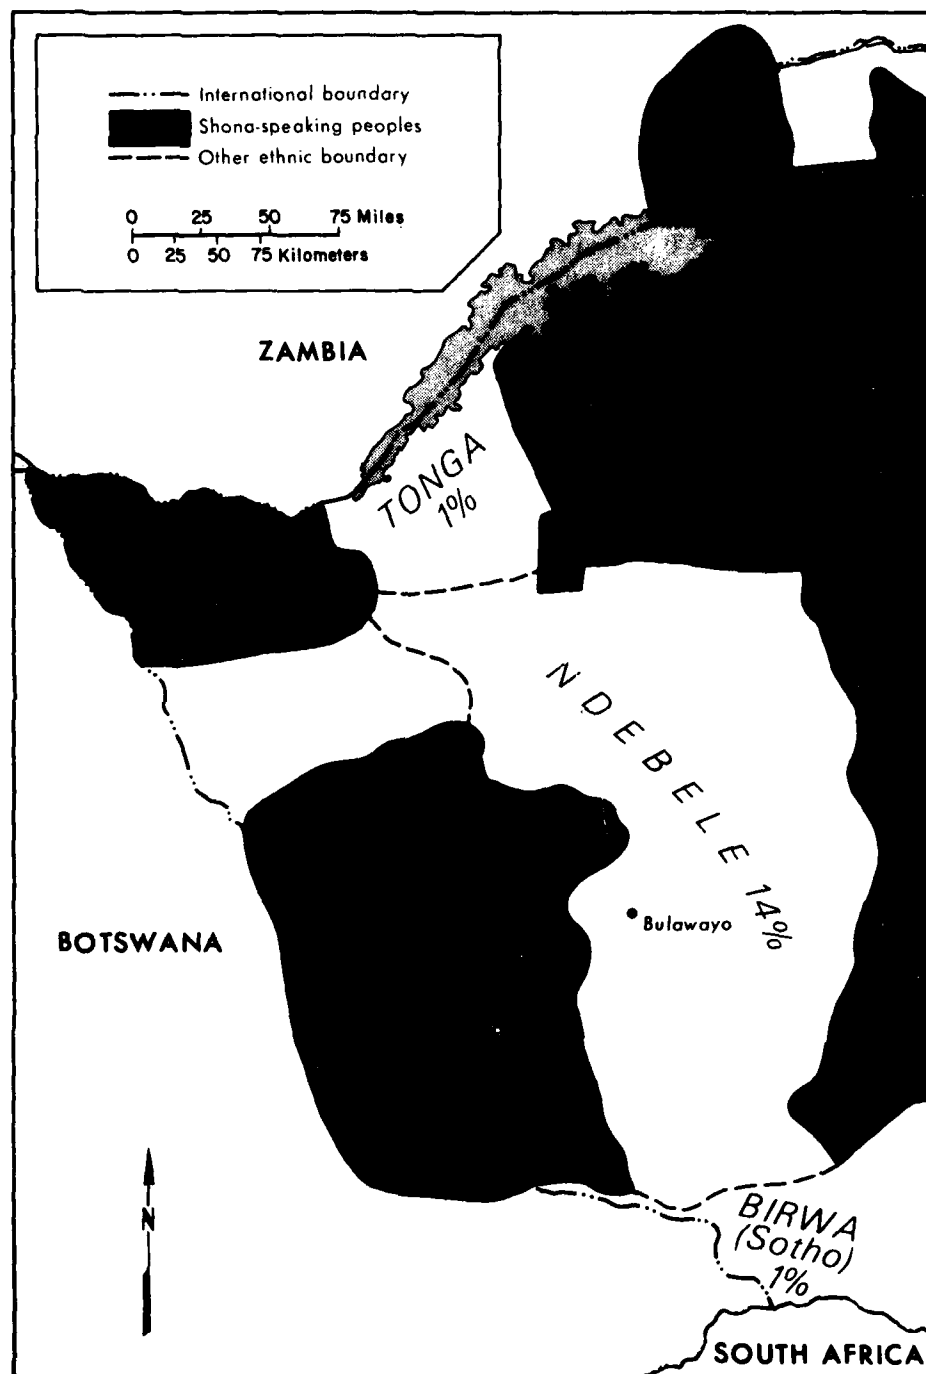 International boundary
Shona-speaking peoples
Other ethnic boundary
0 25 50 75 Miles
0 25 50 75 Kilometers
ZAMBIA
TONGA
1%
NDEBELE 14%
Bulawayo
BOTSWANA
N
BIRWA
(Sotho)
1%
SOUTH AFRICA